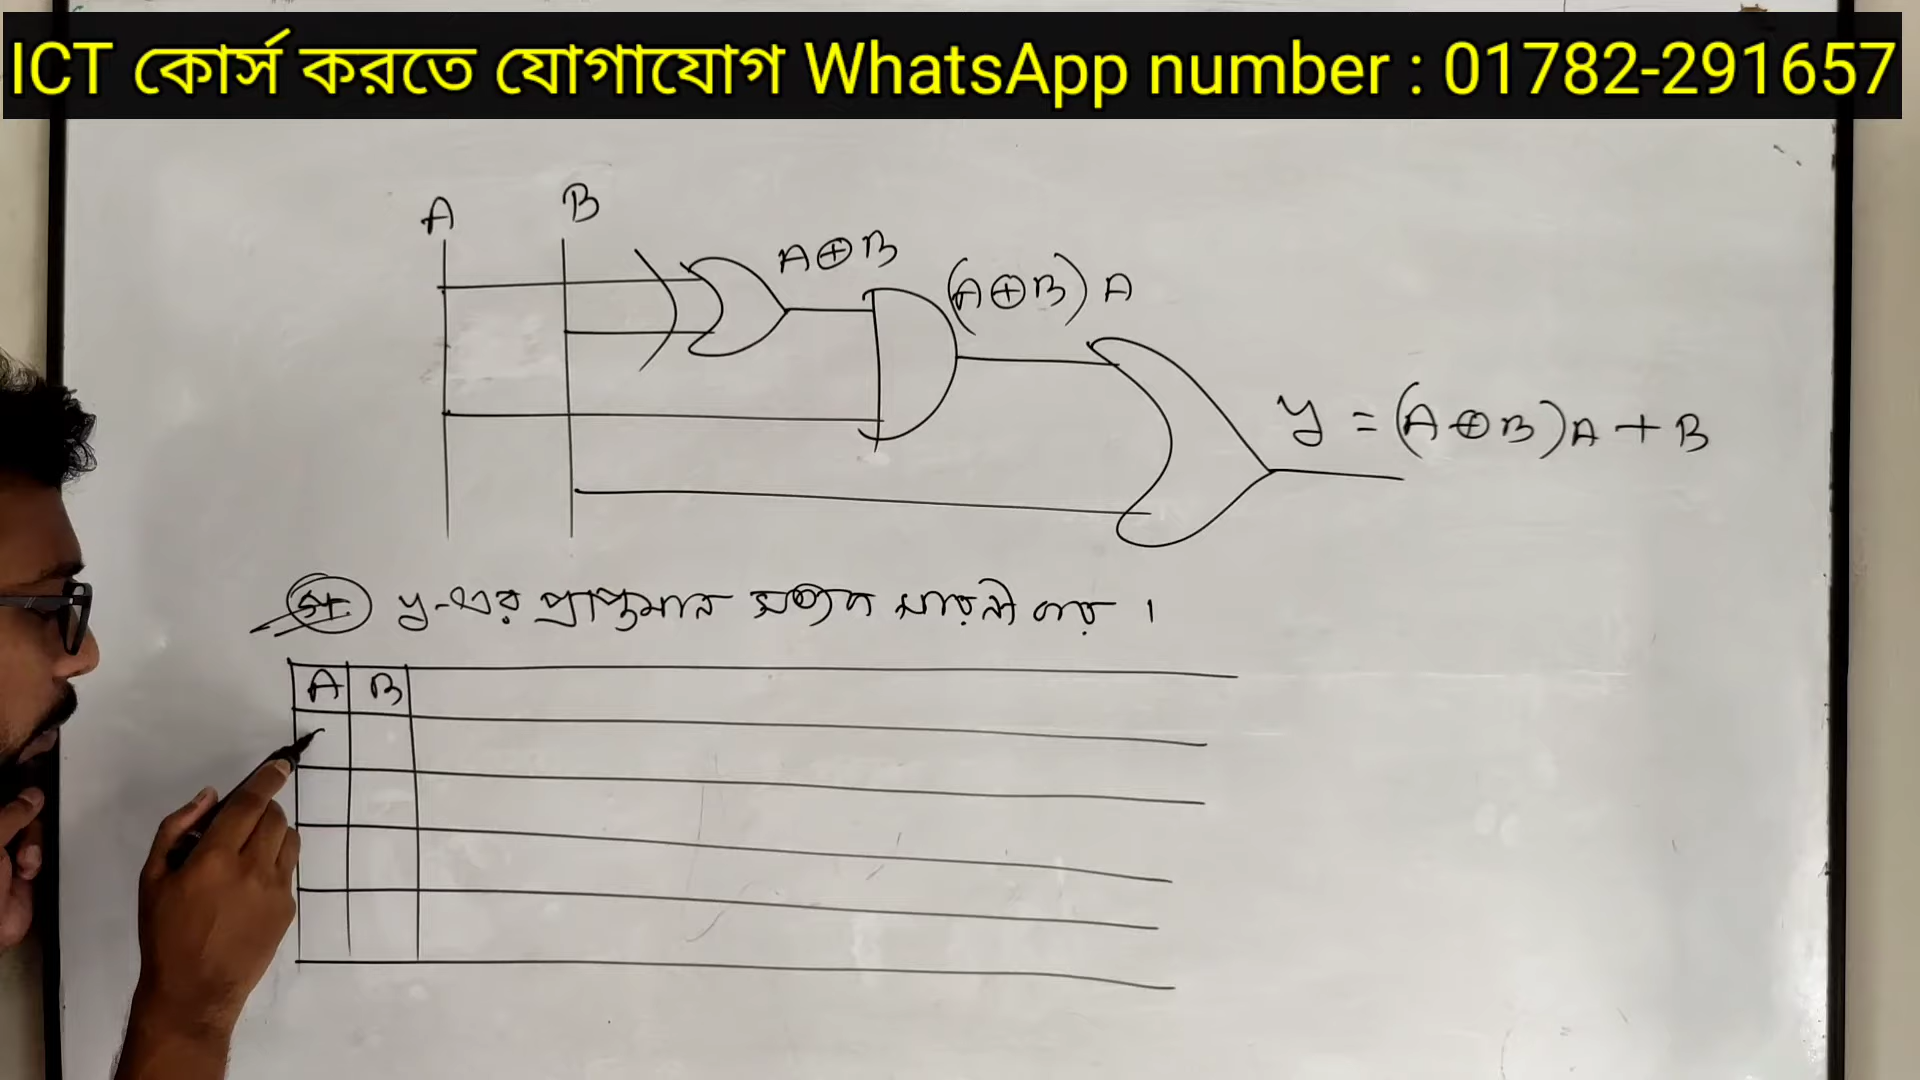 ICT কোর্স করতে যোগাযোগ WhatsApp number : 01782-291657
A B
A⊕B
(A⊕B) A
y = (A⊕B)A + B
y-এর প্রাপ্তমান সত্যক সারণী কর ।
A B